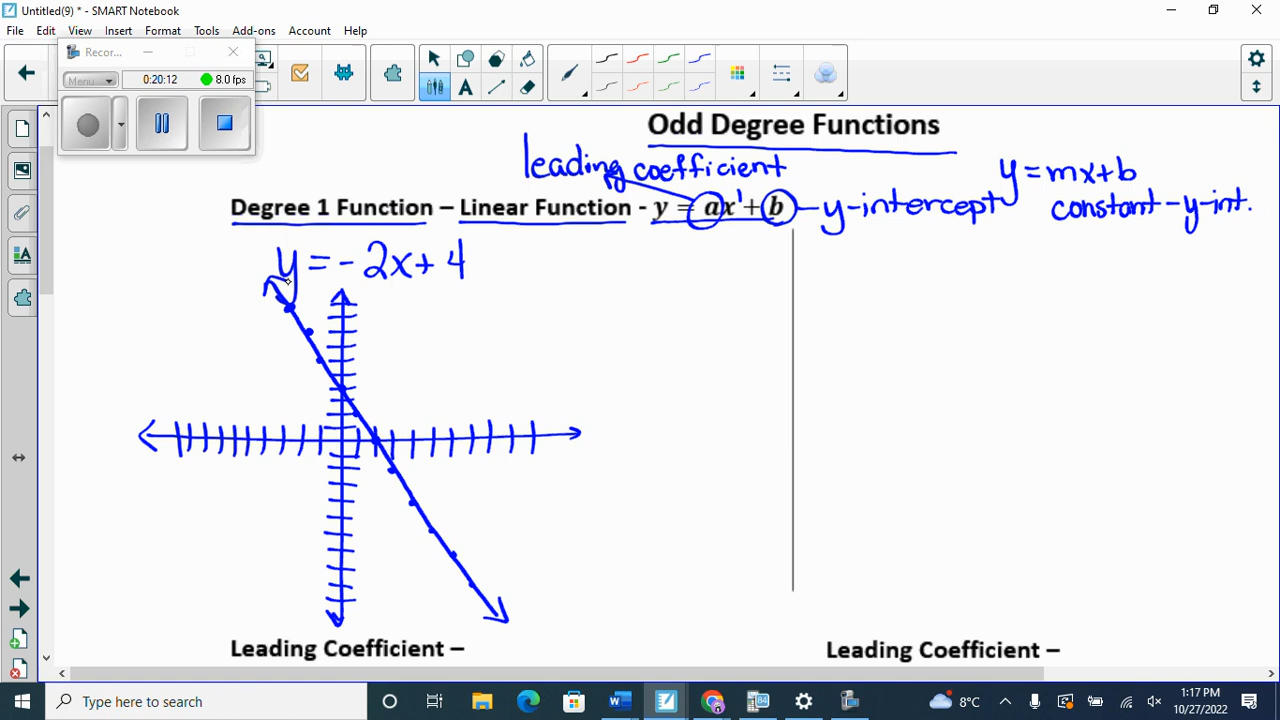 Untitled(9) * - SMART Notebook
File Edit View Insert Format Tools Add-ons Account Help
Recor...
Menu 0:20:12 8.0 fps
Odd Degree Functions
leading coefficient
y = mx+b
Degree 1 Function – Linear Function - y = ax¹+ b – y-intercept
constant - y-int.
y = - 2x + 4
Leading Coefficient –
Leading Coefficient –
Type here to search
8°C
1:17 PM
10/27/2022